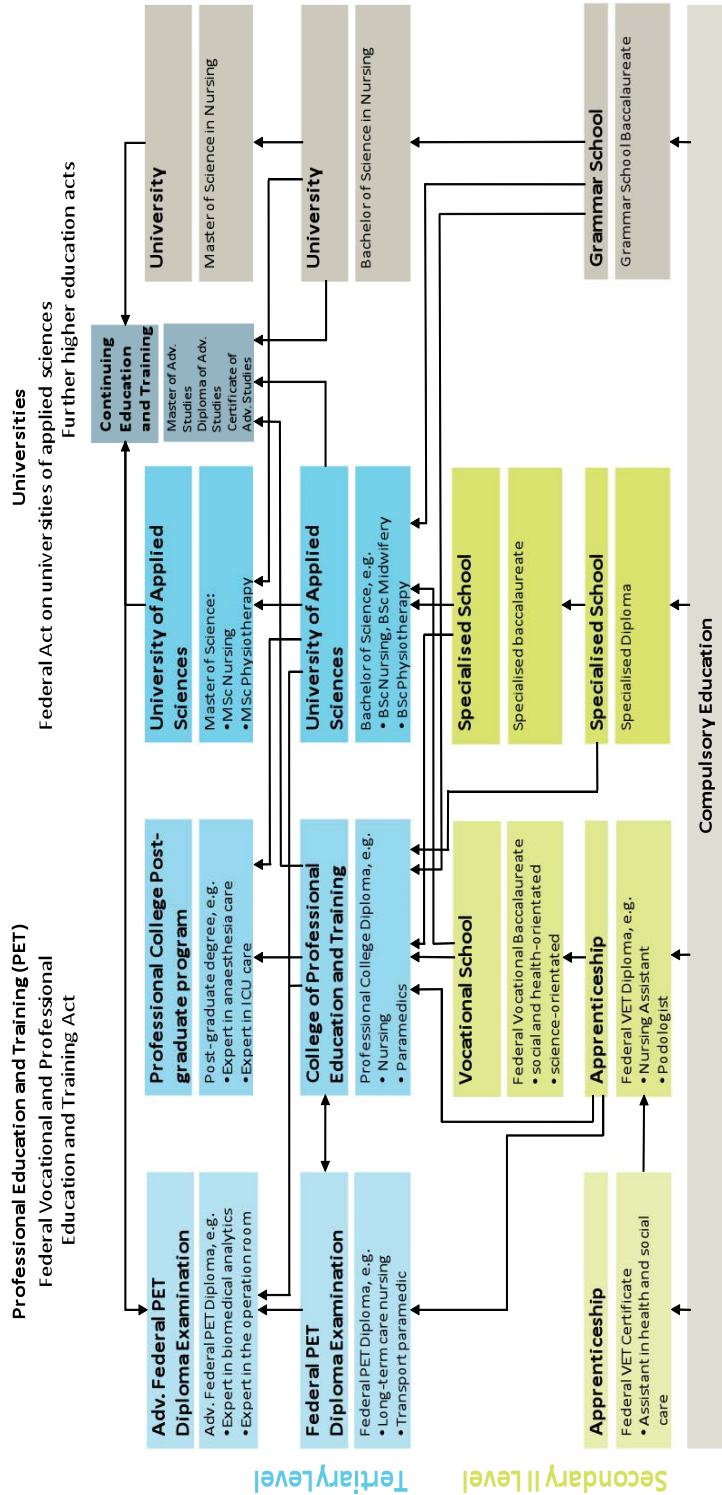 Professional Education and Training (PET)
Federal Vocational and Professional
Education and Training Act
Universities
Federal Act on universities of applied sciences
Further higher education acts
Tertiary Level
Secondary II Level
Adv. Federal PET
Diploma Examination
Adv. Federal PET Diploma, e.g.
• Expert in biomedical analytics
• Expert in the operation room
Professional College Post-
graduate program
Post-graduate degree, e.g.
• Expert in anaesthesia care
• Expert in ICU care
University of Applied
Sciences
Master of Science:
• MSc Nursing
• MSc Physiotherapy
Continuing
Education
and Training
Master of Adv.
Studies
Diploma of Adv.
Studies
Certificate of
Adv. Studies
University
Master of Science in Nursing
Federal PET
Diploma Examination
Federal PET Diploma, e.g.
• Long-term care nursing
• Transport paramedic
College of Professional
Education and Training
Professional College Diploma, e.g.
• Nursing
• Paramedics
University of Applied
Sciences
Bachelor of Science, e.g.
• BSc Nursing, BSc Midwifery
• BSc Physiotherapy
University
Bachelor of Science in Nursing
Vocational School
Federal Vocational Baccalaureate
• social and health-orientated
• science-orientated
Specialised School
Specialised baccalaureate
Apprenticeship
Federal VET Certificate
• Assistant in health and social
care
Apprenticeship
Federal VET Diploma, e.g.
• Nursing Assistant
• Podologist
Specialised School
Specialised Diploma
Grammar School
Grammar School Baccalaureate
Compulsory Education